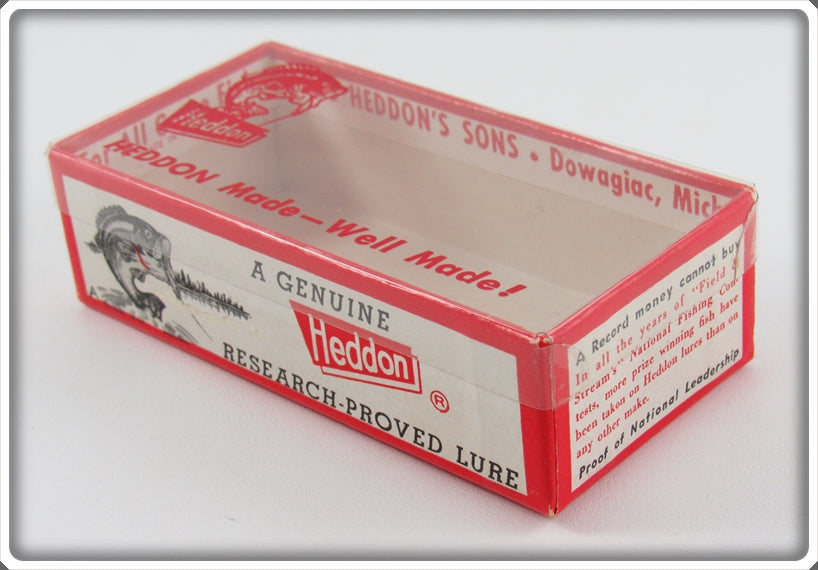 HEDDON'S SONS • Dowagiac, Mich
Heddon
HEDDON Made—Well Made!
A GENUINE
Heddon
®
RESEARCH-PROVED LURE
A Record money cannot buy
In all the years of "Field &
Stream's" National Fishing Con-
tests, more prize winning fish have
been taken on Heddon lures than on
any other make.
Proof of National Leadership